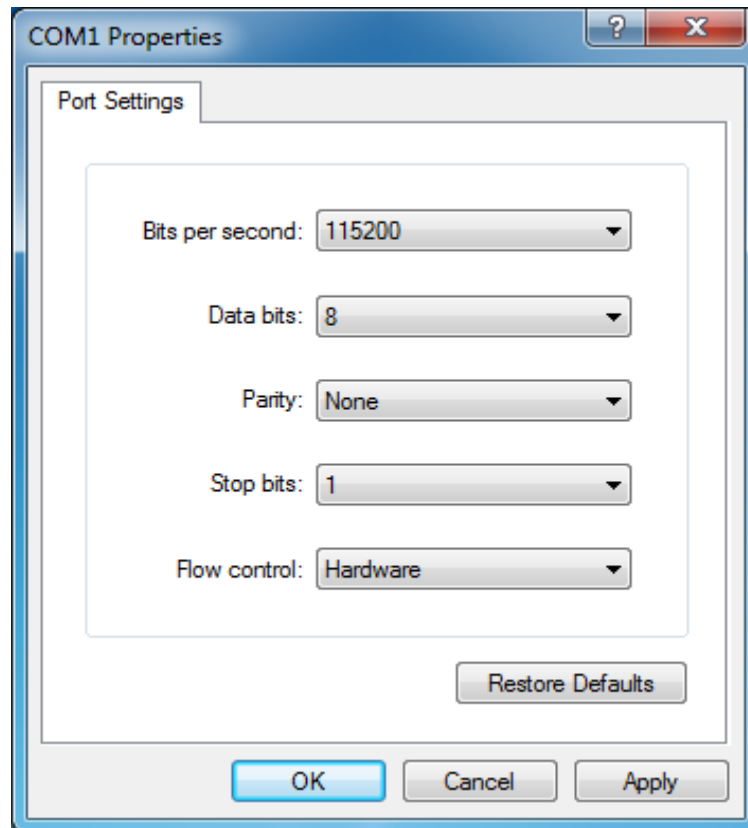 COM1 Properties
?
X
Port Settings
Bits per second: 115200
Data bits: 8
Parity: None
Stop bits: 1
Flow control: Hardware
Restore Defaults
OK Cancel Apply